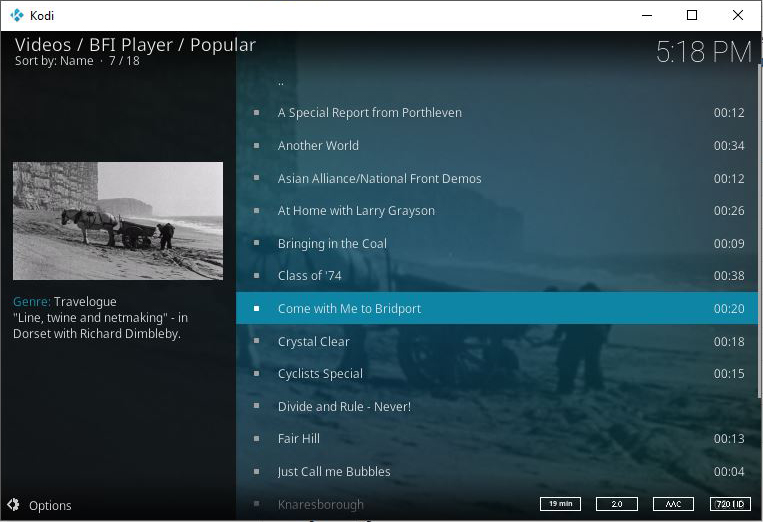 Kodi
Videos / BFI Player / Popular
Sort by: Name · 7 / 18
5:18 PM
..
A Special Report from Porthleven 00:12
Another World 00:34
Asian Alliance/National Front Demos 00:12
At Home with Larry Grayson 00:26
Bringing in the Coal 00:09
Class of '74 00:38
Come with Me to Bridport 00:20
Crystal Clear 00:18
Cyclists Special 00:15
Divide and Rule - Never!
Fair Hill 00:13
Just Call me Bubbles 00:04
Knaresborough
Genre: Travelogue
"Line, twine and netmaking" - in
Dorset with Richard Dimbleby.
Options
19 min 2.0 AAC 720 HD